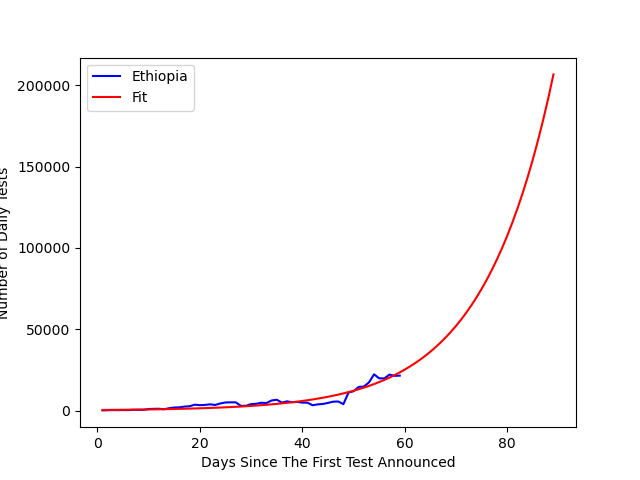 Ethiopia
Fit
200000
150000
100000
50000
0
Number of Daily Tests
0 20 40 60 80
Days Since The First Test Announced